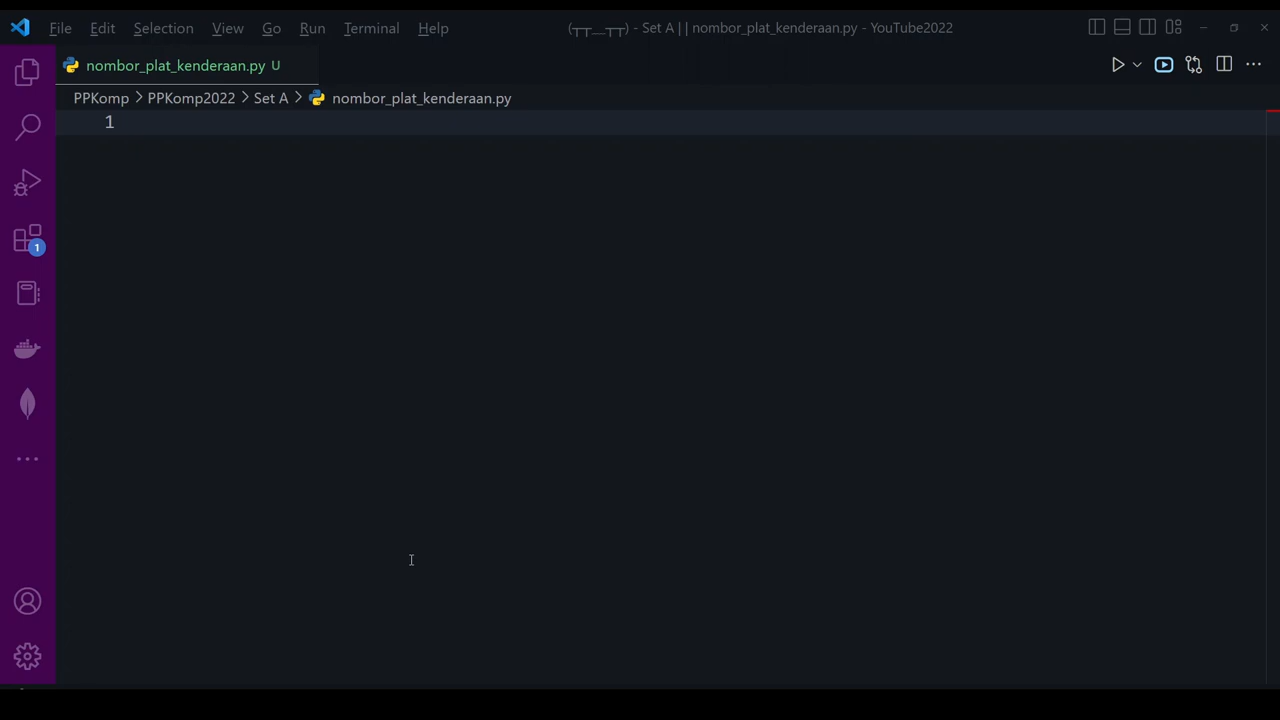 File Edit Selection View Go Run Terminal Help (┬┬﹏┬┬) - Set A || nombor_plat_kenderaan.py - YouTube2022
nombor_plat_kenderaan.py U
PPKomp > PPKomp2022 > Set A > nombor_plat_kenderaan.py
1
1